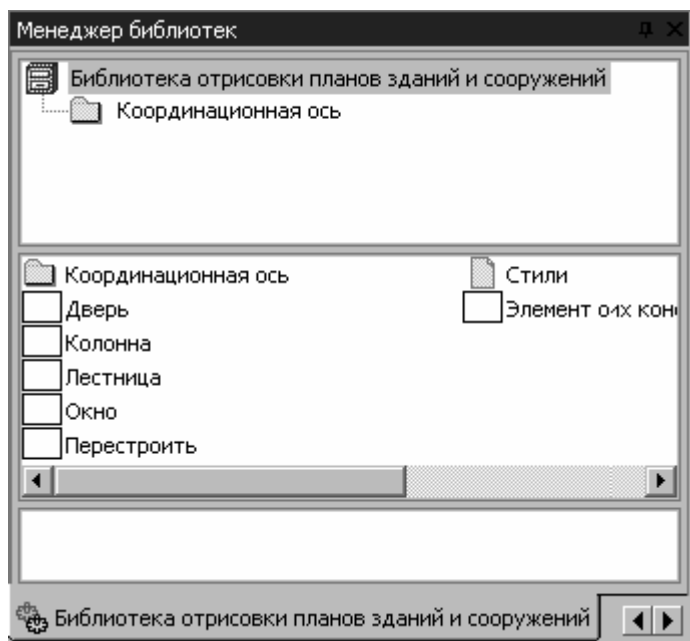 Менеджер библиотек
Библиотека отрисовки планов зданий и сооружений
Координационная ось
Координационная ось
Стили
Дверь
Элемент
Колонна
Лестница
Окно
Перестроить
Библиотека отрисовки планов зданий и сооружений